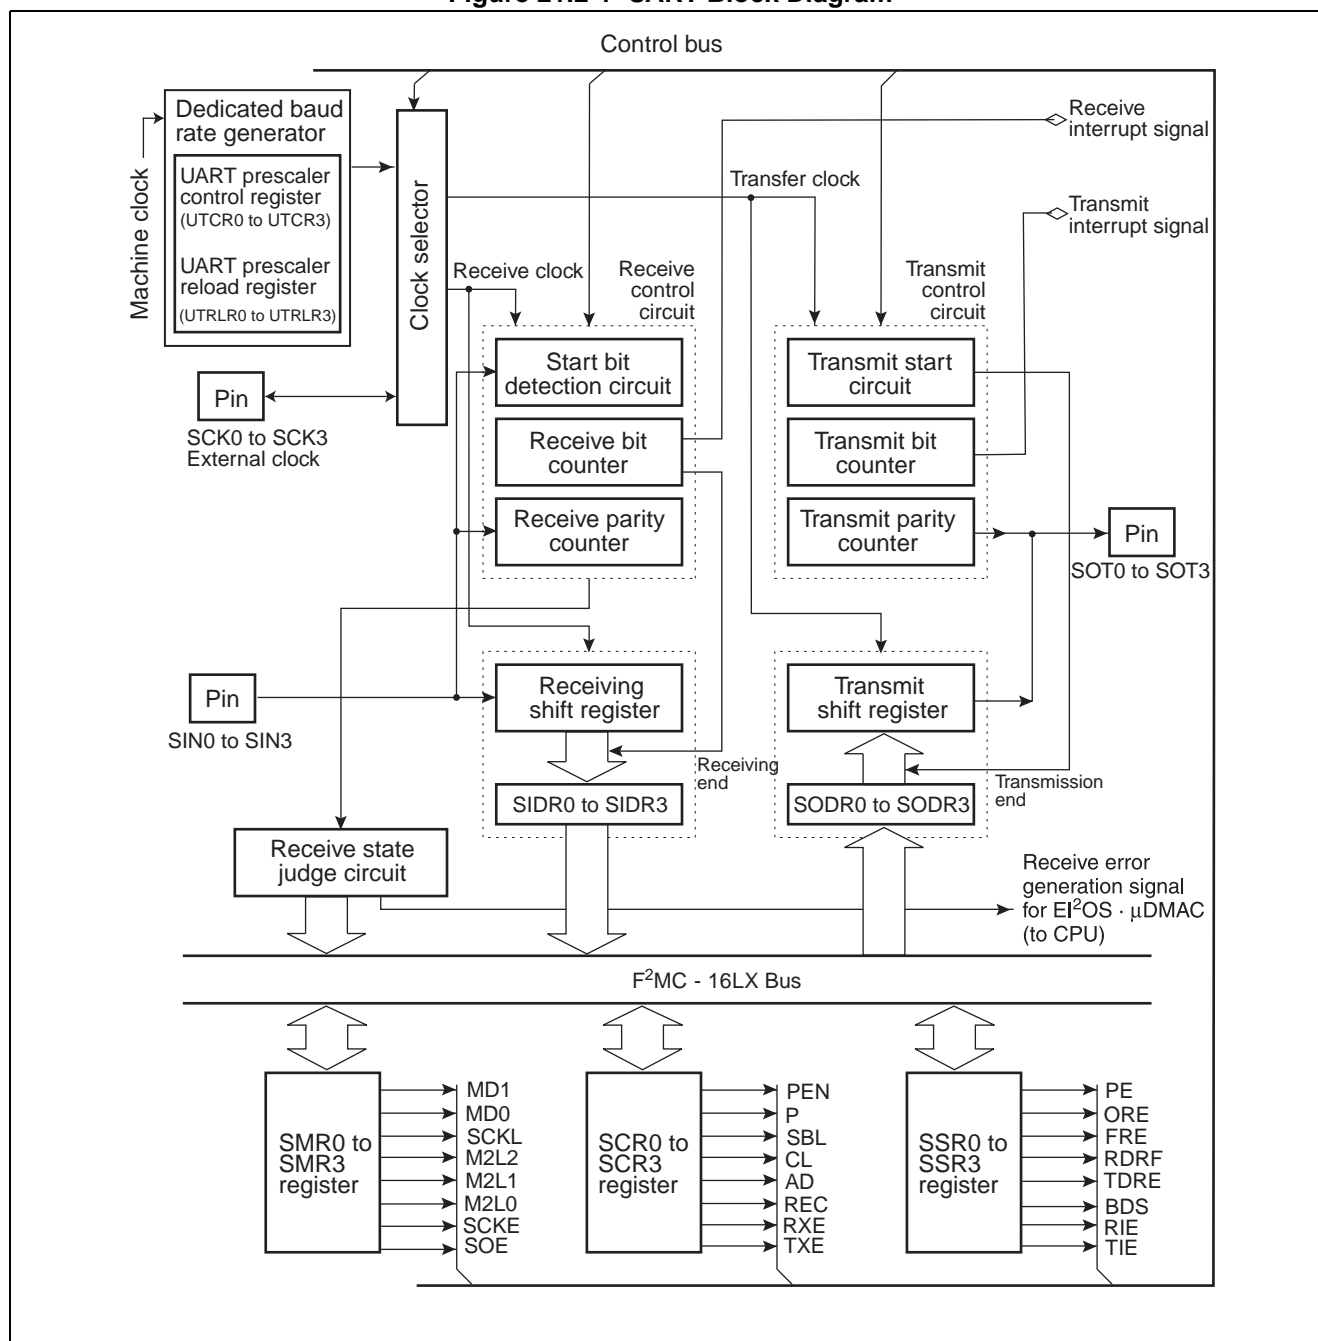 Control bus
Dedicated baud
rate generator
UART prescaler
control register
(UTCR0 to UTCR3)
UART prescaler
reload register
(UTRLR0 to UTRLR3)
Machine clock
Clock selector
Receive
interrupt signal
Transfer clock
Transmit
interrupt signal
Receive clock
Receive
control
circuit
Transmit
control
circuit
Start bit
detection circuit
Transmit start
circuit
Pin
SCK0 to SCK3
External clock
Receive bit
counter
Transmit bit
counter
Receive parity
counter
Transmit parity
counter
Pin
SOT0 to SOT3
Pin
SIN0 to SIN3
Receiving
shift register
Transmit
shift register
Receiving
end
Transmission
end
SIDR0 to SIDR3
SODR0 to SODR3
Receive state
judge circuit
Receive error
generation signal
for EI²OS · µDMAC
(to CPU)
F²MC - 16LX Bus
SMR0 to
SMR3
register
MD1
MD0
SCKL
M2L2
M2L1
M2L0
SCKE
SOE
SCR0 to
SCR3
register
PEN
P
SBL
CL
AD
REC
RXE
TXE
SSR0 to
SSR3
register
PE
ORE
FRE
RDRF
TDRE
BDS
RIE
TIE